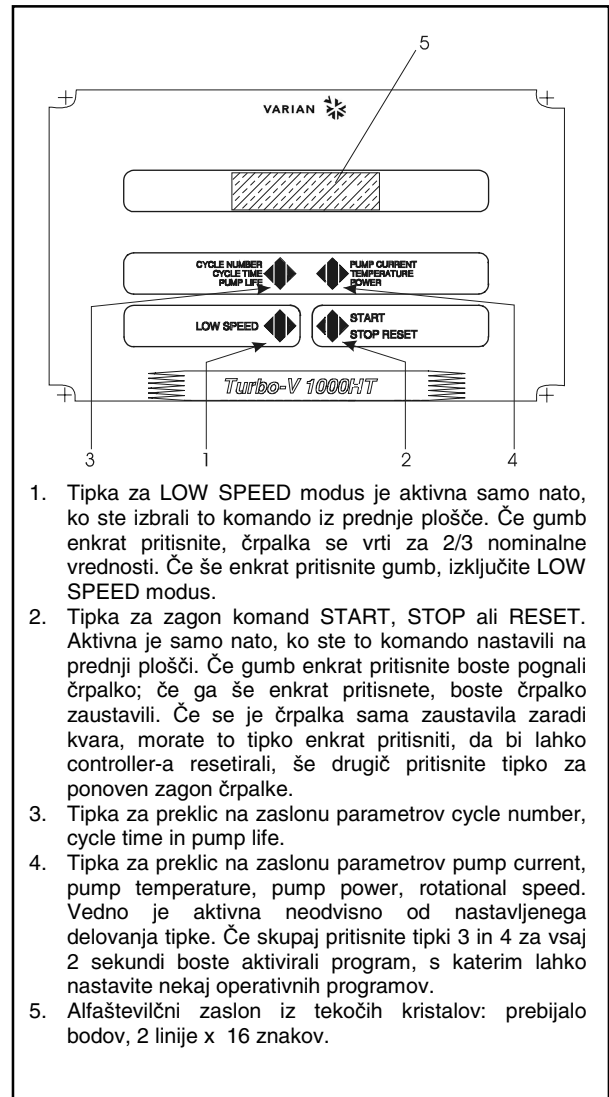 5
VARIAN
CYCLE NUMBER
CYCLE TIME
PUMP LIFE
PUMP CURRENT
TEMPERATURE
POWER
LOW SPEED
START
STOP RESET
Turbo-V 1000HT
3 1 2 4
1. Tipka za LOW SPEED modus je aktivna samo nato,
ko ste izbrali to komando iz prednje plošče. Če gumb
enkrat pritisnite, črpalka se vrti za 2/3 nominalne
vrednosti. Če še enkrat pritisnite gumb, izključite LOW
SPEED modus.
2. Tipka za zagon komand START, STOP ali RESET.
Aktivna je samo nato, ko ste to komando nastavili na
prednji plošči. Če gumb enkrat pritisnite boste pognali
črpalko; če ga še enkrat pritisnete, boste črpalko
zaustavili. Če se je črpalka sama zaustavila zaradi
kvara, morate to tipko enkrat pritisniti, da bi lahko
controller-a resetirali, še drugič pritisnite tipko za
ponoven zagon črpalke.
3. Tipka za preklic na zaslonu parametrov cycle number,
cycle time in pump life.
4. Tipka za preklic na zaslonu parametrov pump current,
pump temperature, pump power, rotational speed.
Vedno je aktivna neodvisno od nastavljenega
delovanja tipke. Če skupaj pritisnite tipki 3 in 4 za vsaj
2 sekundi boste aktivirali program, s katerim lahko
nastavite nekaj operativnih programov.
5. Alfaštevilčni zaslon iz tekočih kristalov: prebijalo
bodov, 2 linije x 16 znakov.